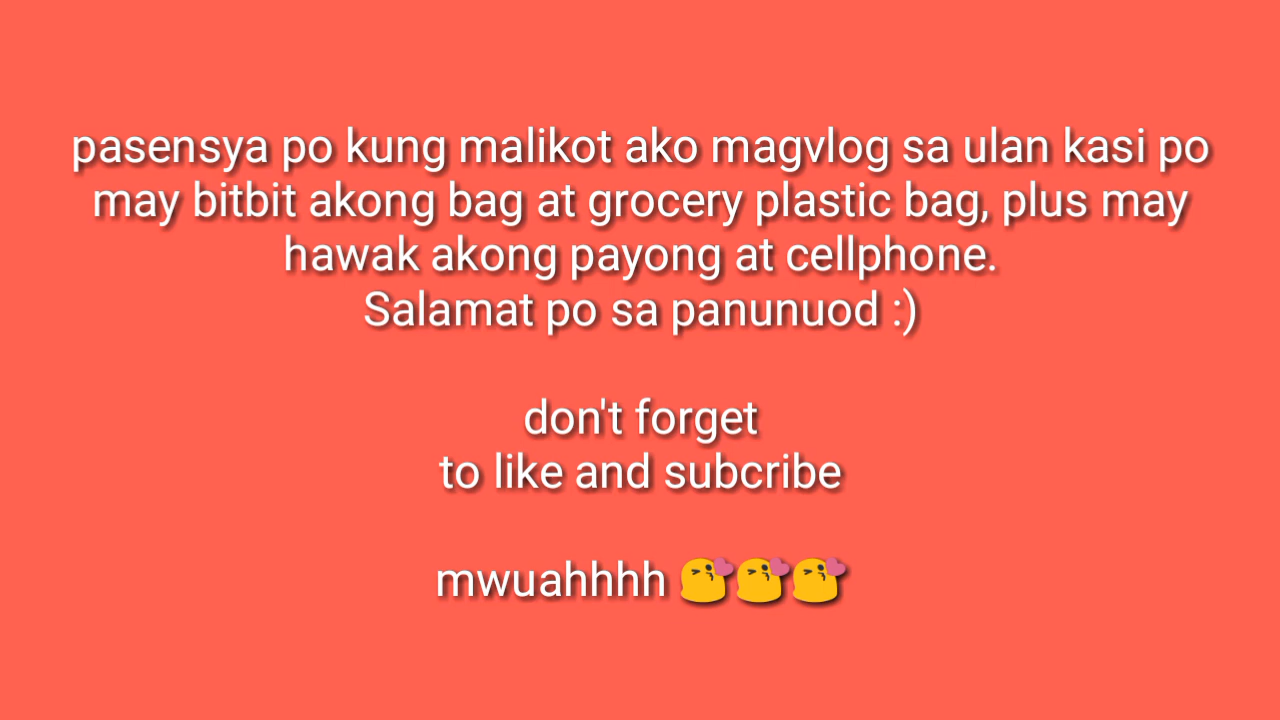 pasensya po kung malikot ako magvlog sa ulan kasi po
may bitbit akong bag at grocery plastic bag, plus may
hawak akong payong at cellphone.
Salamat po sa panunuod :)
don't forget
to like and subcribe
mwuahhhh 😘😘😘